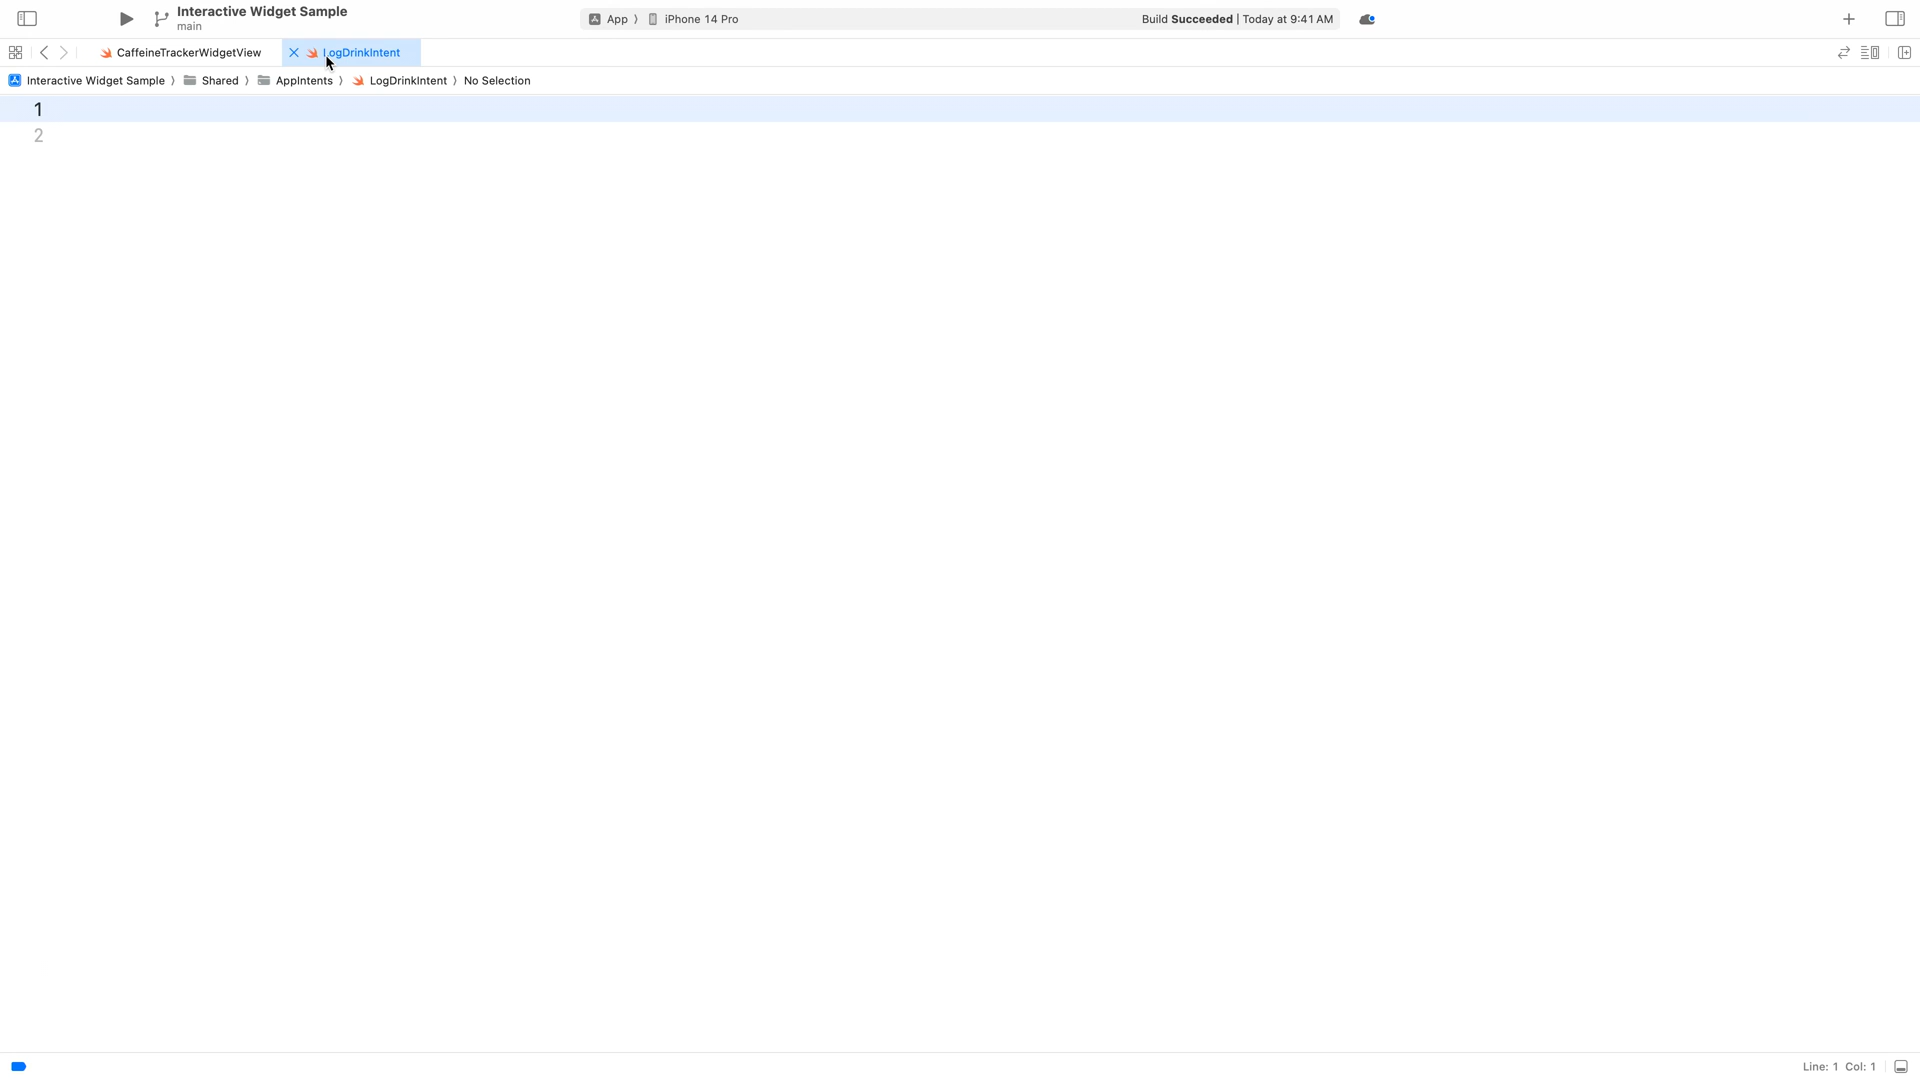 Interactive Widget Sample
main
App 〉 iPhone 14 Pro
Build Succeeded | Today at 9:41 AM
CaffeineTrackerWidgetView
LogDrinkIntent
Interactive Widget Sample 〉 Shared 〉 AppIntents 〉 LogDrinkIntent 〉 No Selection
1
2
Line: 1 Col: 1